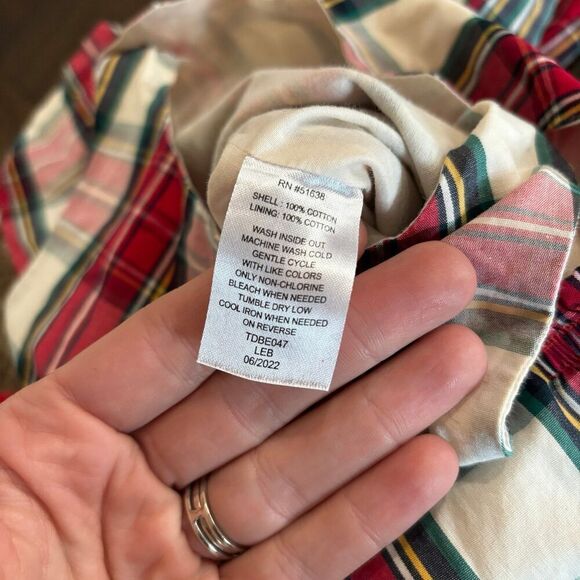 RN #51638
SHELL : 100% COTTON
LINING: 100% COTTON
WASH INSIDE OUT
MACHINE WASH COLD
GENTLE CYCLE
WITH LIKE COLORS
ONLY NON-CHLORINE
BLEACH WHEN NEEDED
TUMBLE DRY LOW
COOL IRON WHEN NEEDED
ON REVERSE
TDBE047
LEB
06/2022